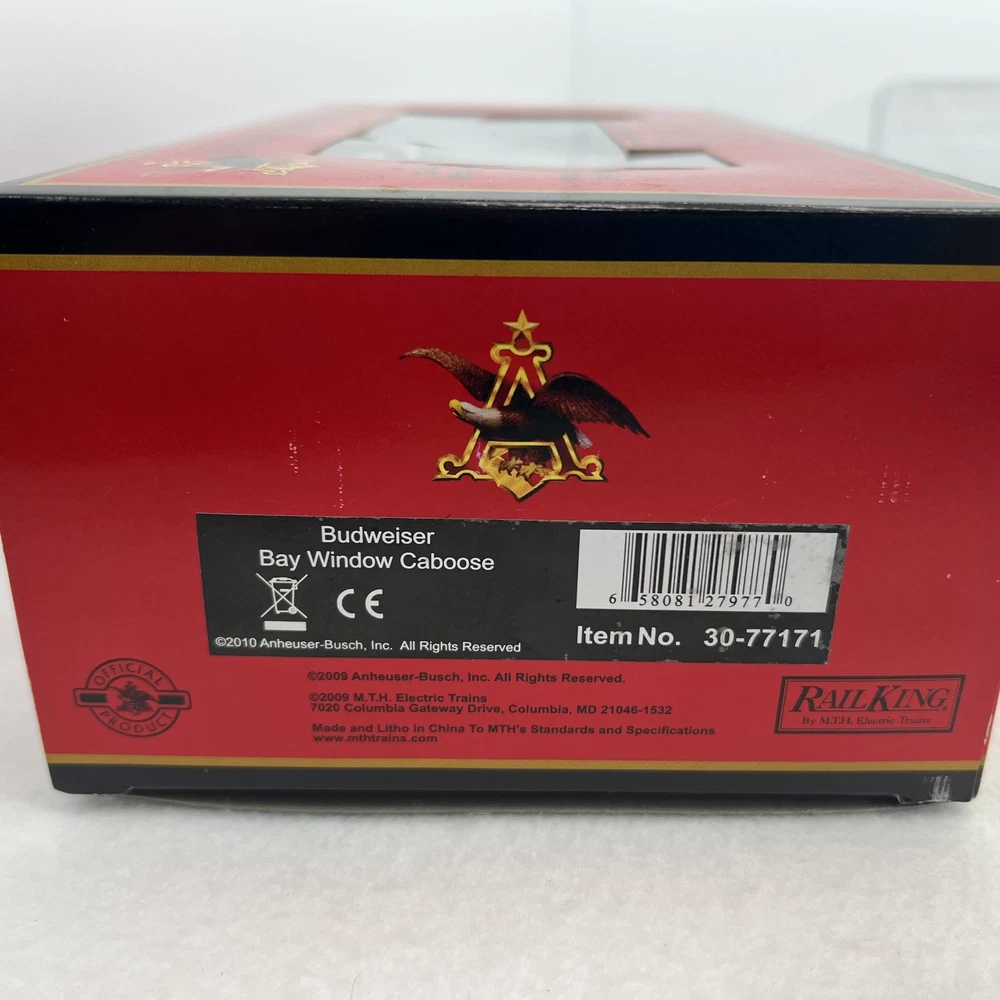 Budweiser
Bay Window Caboose
CE
©2010 Anheuser-Busch, Inc. All Rights Reserved
6 58081 27977 0
Item No. 30-77171
©2009 Anheuser-Busch, Inc. All Rights Reserved.
©2009 M.T.H. Electric Trains
7020 Columbia Gateway Drive, Columbia, MD 21046-1532
Made and Litho in China To MTH's Standards and Specifications
www.mthtrains.com
OFFICIAL
PRODUCT
RAILKING
By M.T.H. Electric Trains